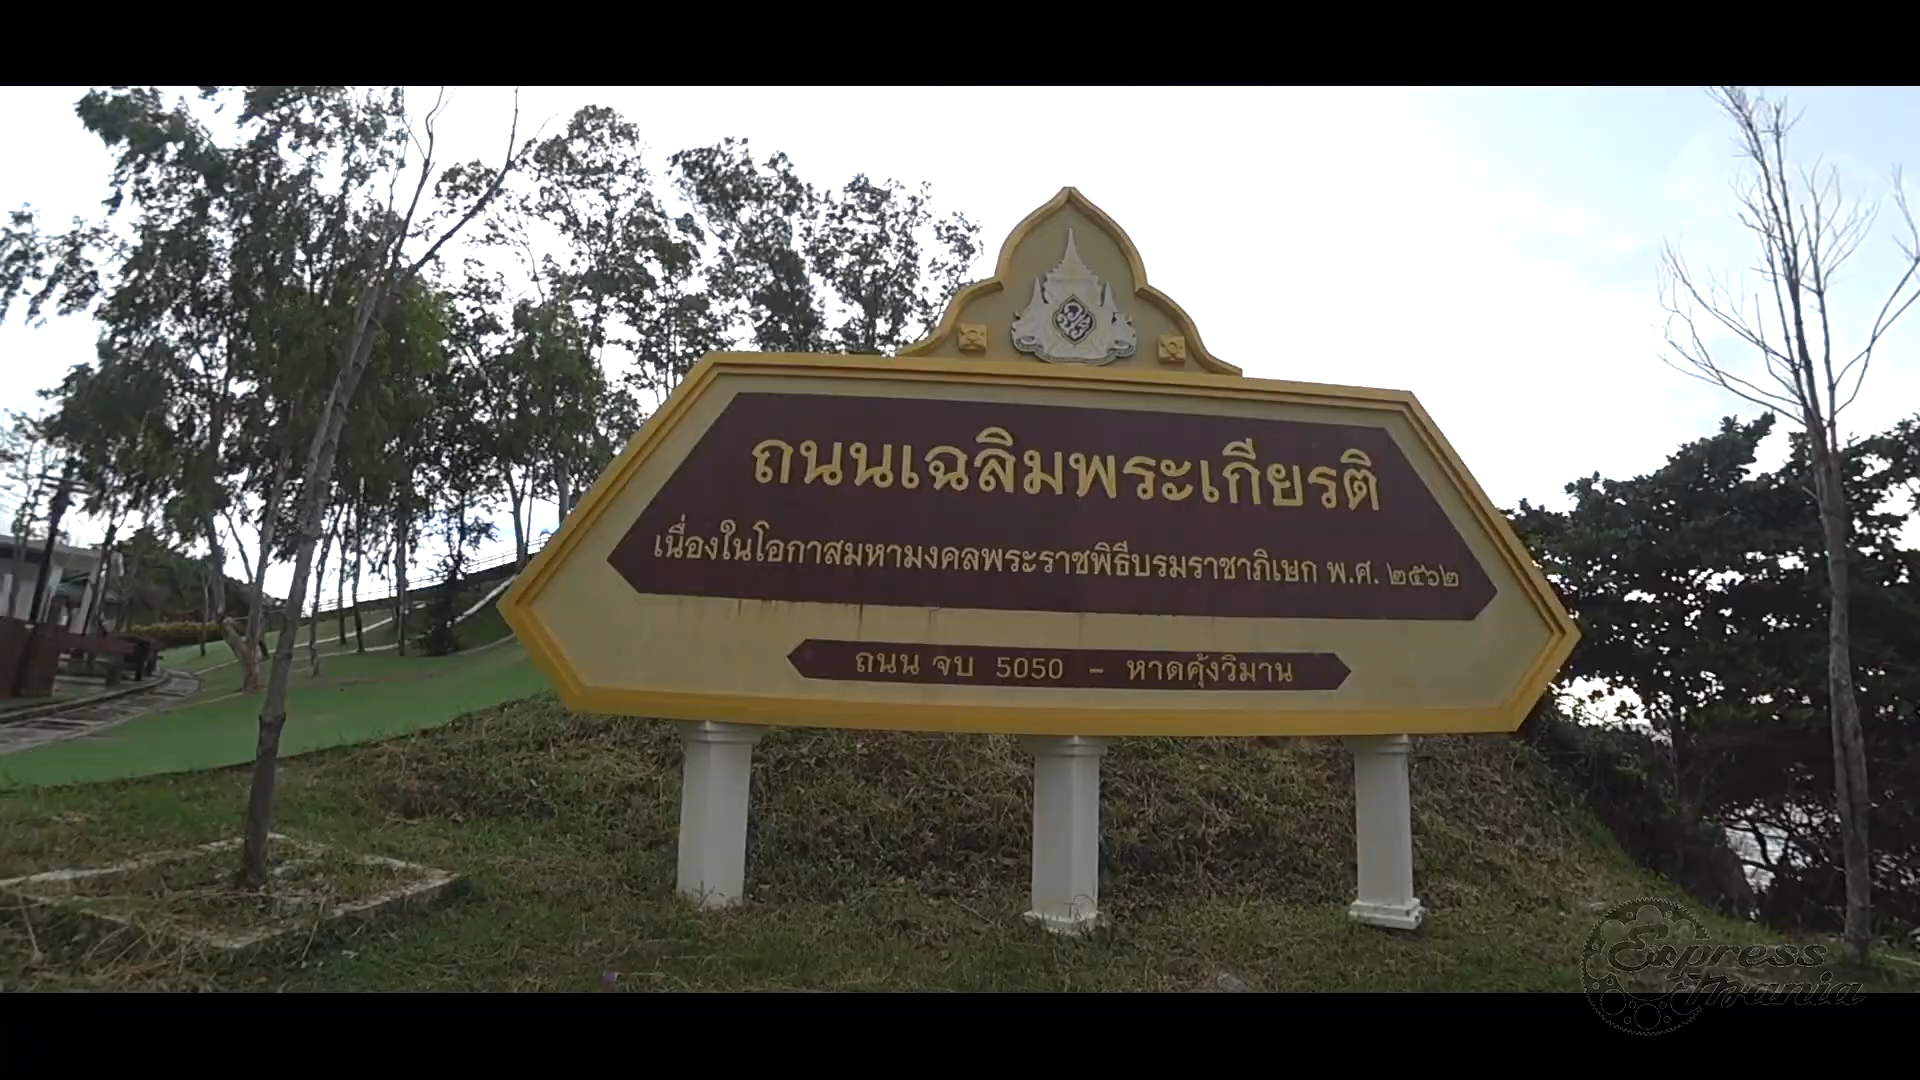 ถนนเฉลิมพระเกียรติ
เนื่องในโอกาสมหามงคลพระราชพิธีบรมราชาภิเษก พ.ศ. ๒๕๖๒
ถนน จบ 5050 - หาดคุ้งวิมาน
Express
Mania